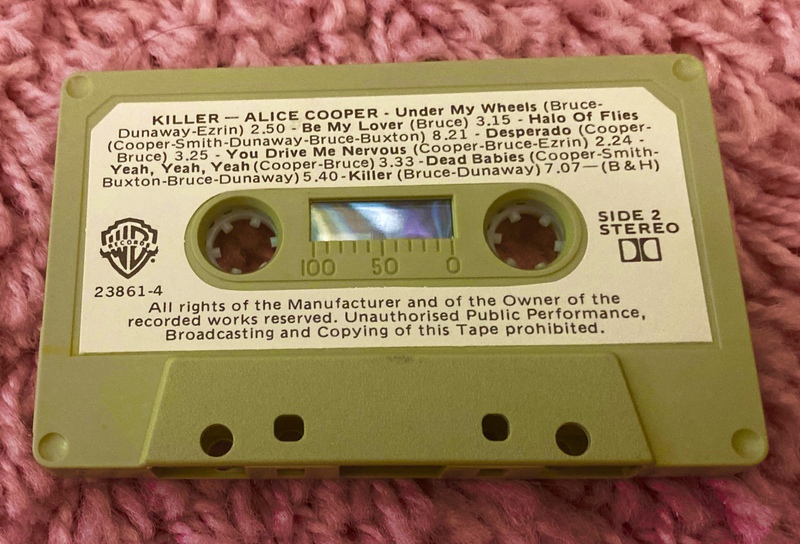 KILLER — ALICE COOPER - Under My Wheels (Bruce-
Dunaway-Ezrin) 2.50 - Be My Lover (Bruce) 3.15 - Halo Of Flies
(Cooper-Smith-Dunaway-Bruce-Buxton) 8.21 - Desperado (Cooper-
Bruce) 3.25 - You Drive Me Nervous (Cooper-Bruce-Ezrin) 2.24 -
Yeah, Yeah, Yeah (Cooper-Bruce) 3.33 - Dead Babies (Cooper-Smith-
Buxton-Bruce-Dunaway) 5.40 - Killer (Bruce-Dunaway) 7.07 — (B & H)
WB
RECORDS
23861-4
100 50 0
SIDE 2
STEREO
All rights of the Manufacturer and of the Owner of the
recorded works reserved. Unauthorised Public Performance,
Broadcasting and Copying of this Tape prohibited.